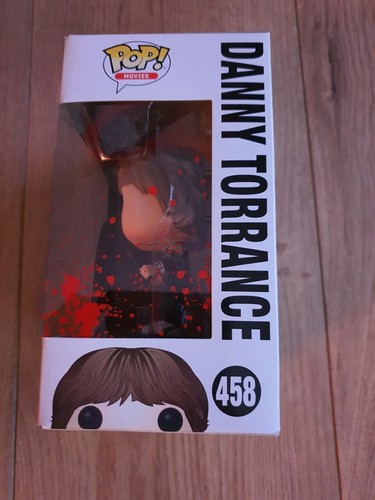 POP!
MOVIES
DANNY TORRANCE
458